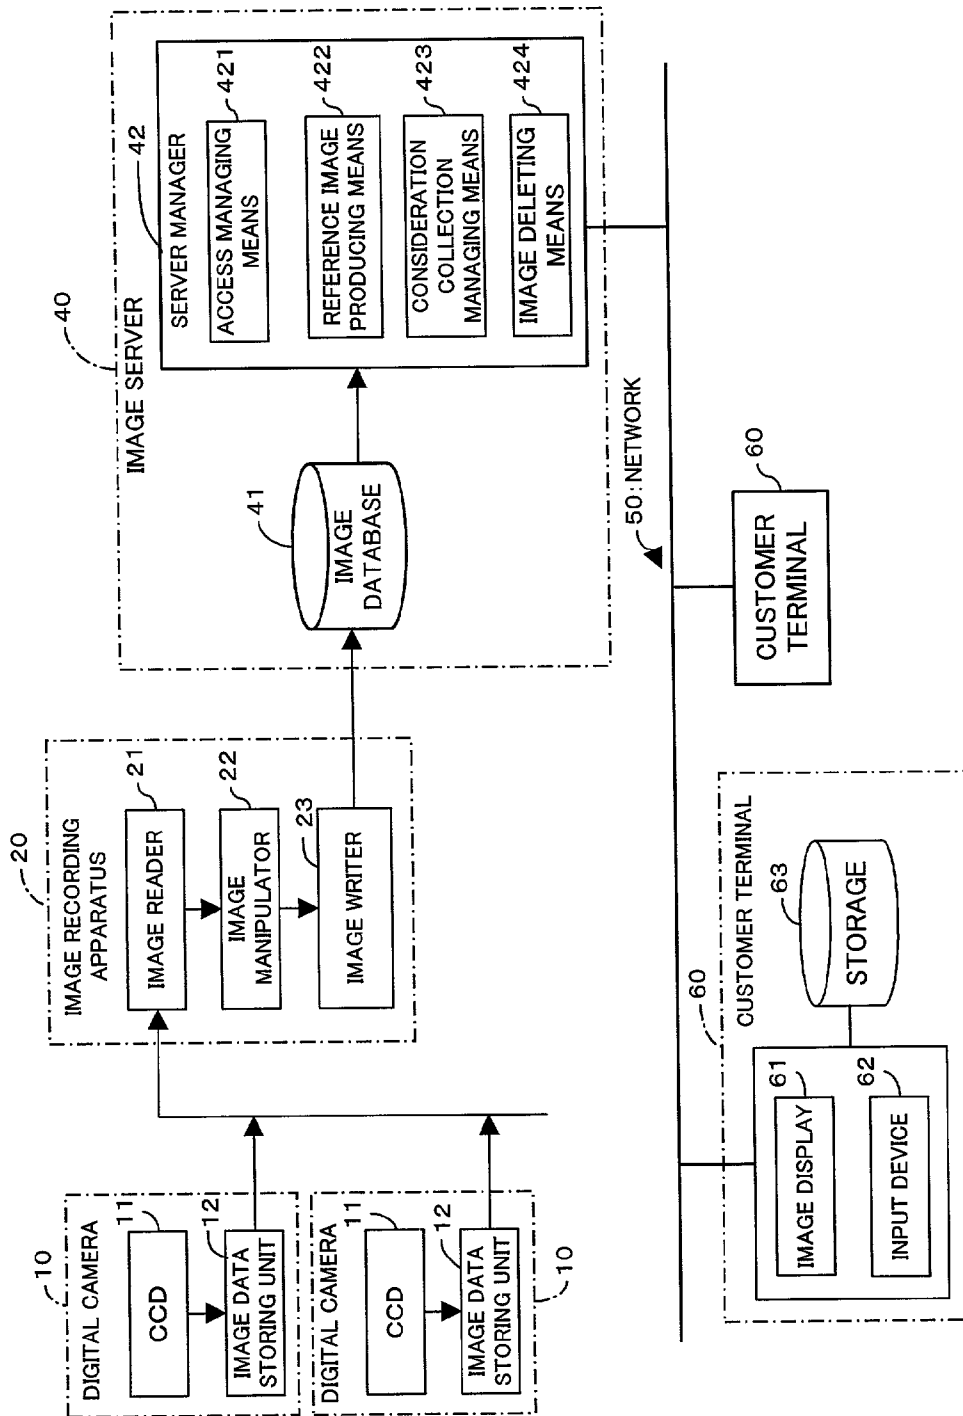 10
DIGITAL CAMERA
11
CCD
12
IMAGE DATA
STORING UNIT
DIGITAL CAMERA
11
CCD
12
IMAGE DATA
STORING UNIT
10
20
IMAGE RECORDING
APPARATUS
21
IMAGE READER
22
IMAGE
MANIPULATOR
23
IMAGE WRITER
40
IMAGE SERVER
41
IMAGE
DATABASE
42
SERVER MANAGER
421
ACCESS MANAGING
MEANS
422
REFERENCE IMAGE
PRODUCING MEANS
423
CONSIDERATION
COLLECTION
MANAGING MEANS
424
IMAGE DELETING
MEANS
50:NETWORK
60
CUSTOMER TERMINAL
61
IMAGE DISPLAY
62
INPUT DEVICE
63
STORAGE
60
CUSTOMER
TERMINAL